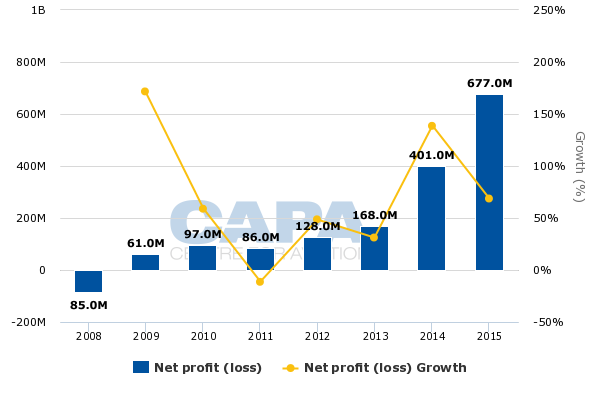 1B
250%
800M
200%
600M
150%
400M
100%
200M
50%
0
0%
-200M
-50%
85.0M
61.0M
97.0M
86.0M
128.0M
168.0M
401.0M
677.0M
CAPA
2008
2009
2010
2011
2012
2013
2014
2015
Growth (%)
Net profit (loss)
Net profit (loss) Growth